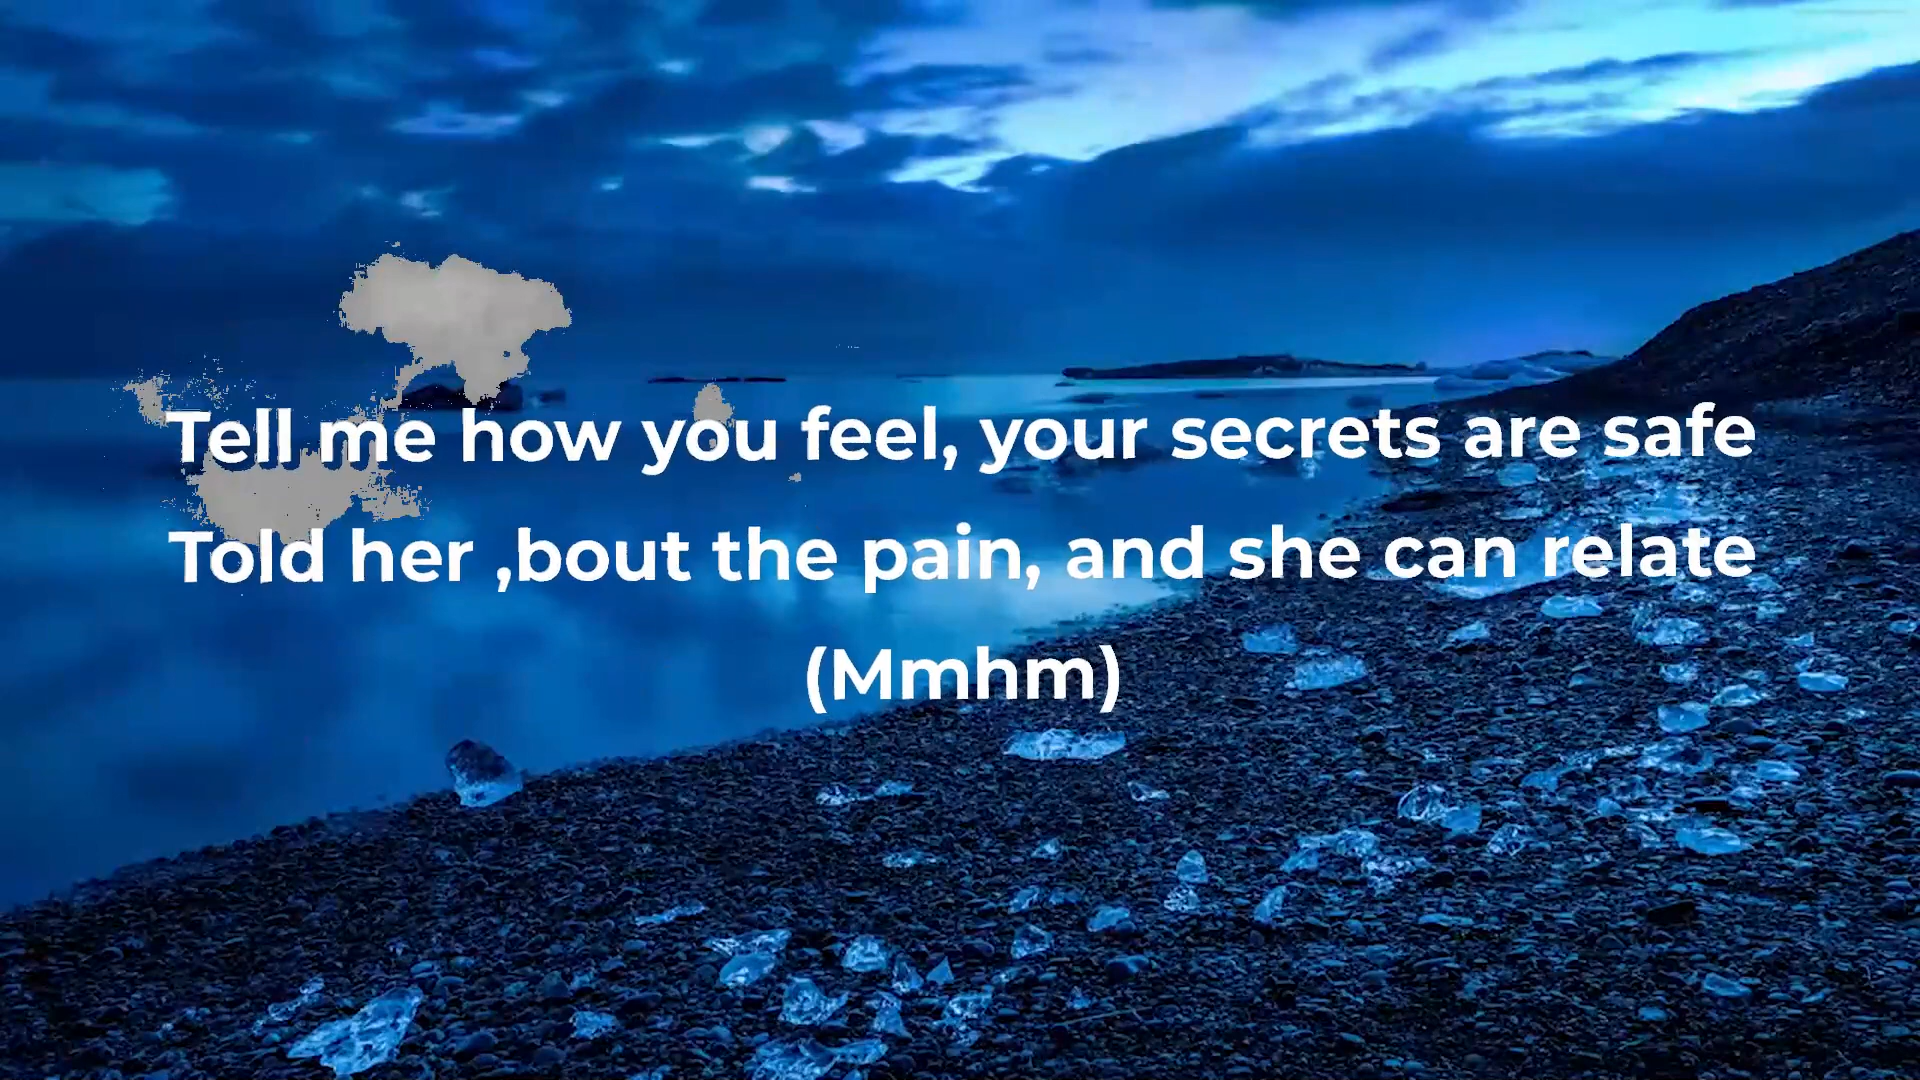 Tell me how you feel, your secrets are safe
Told her ,bout the pain, and she can relate
(Mmhm)